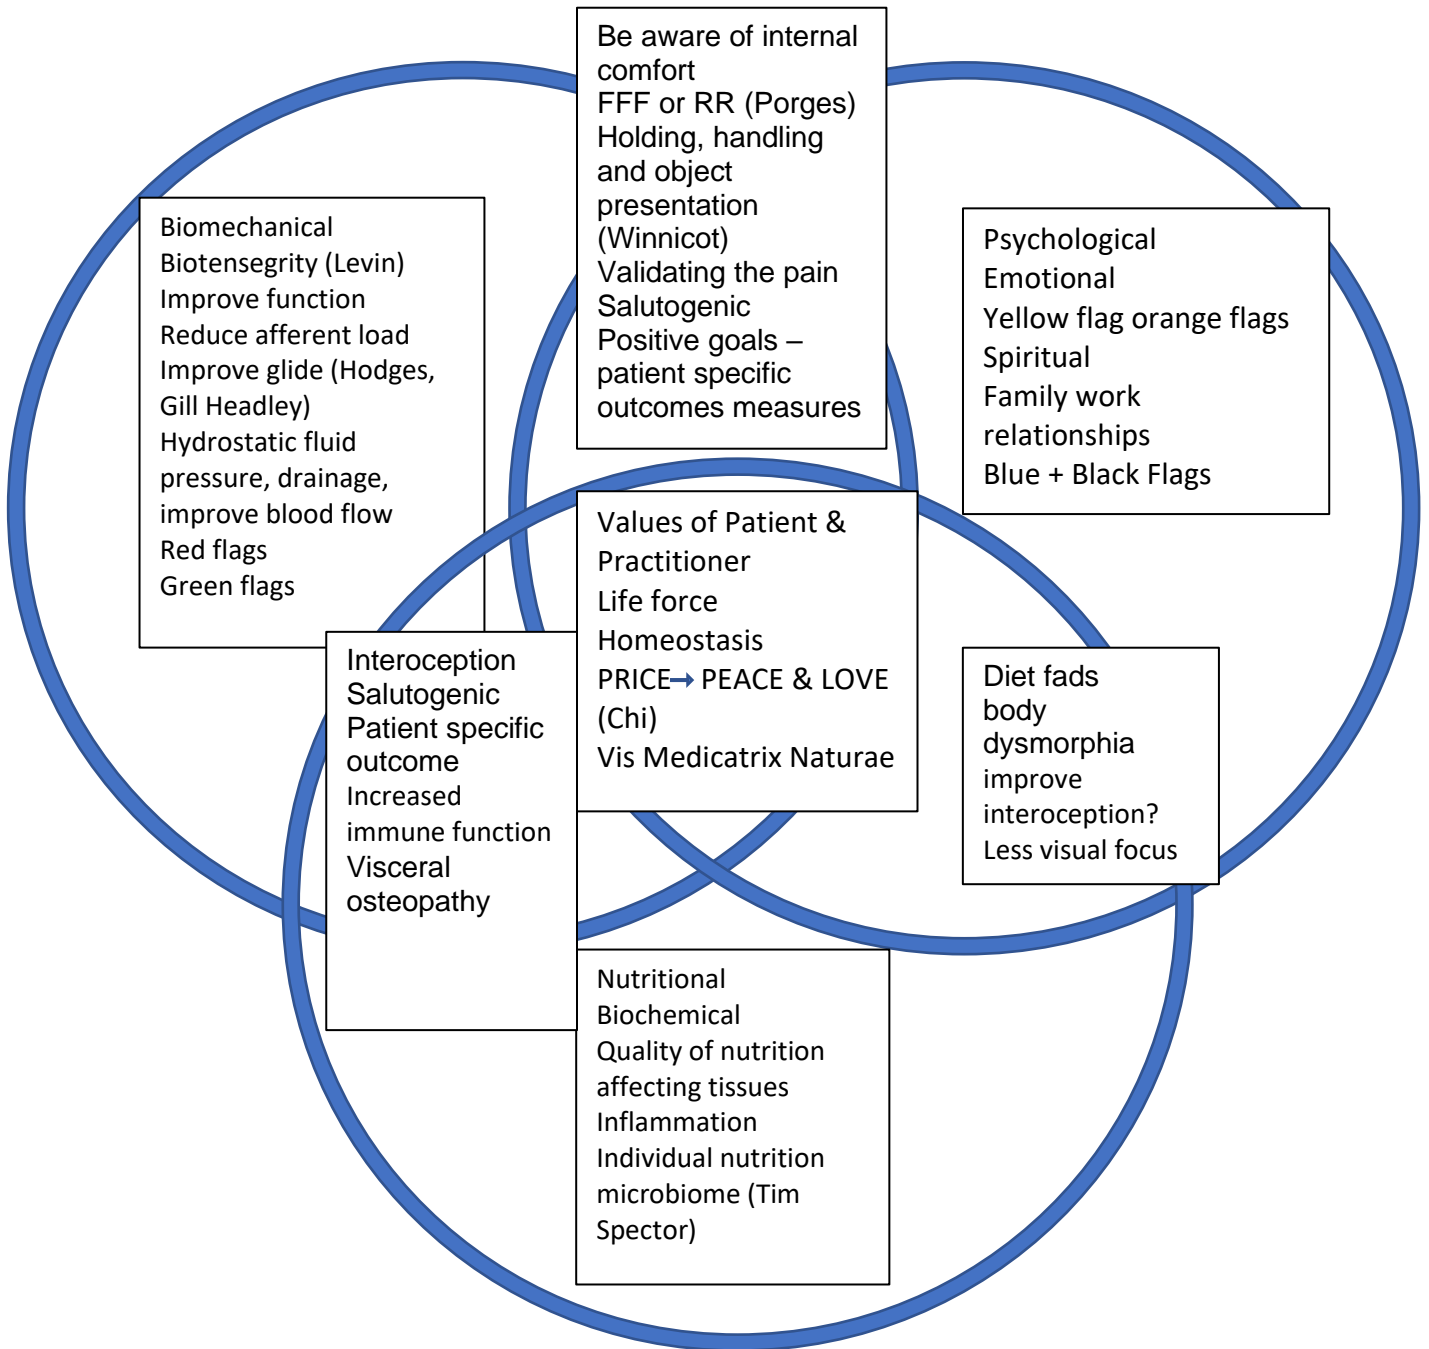 Be aware of internal
comfort
FFF or RR (Porges)
Holding, handling
and object
presentation
(Winnicot)
Validating the pain
Salutogenic
Positive goals –
patient specific
outcomes measures
Biomechanical
Biotensegrity (Levin)
Improve function
Reduce afferent load
Improve glide (Hodges,
Gill Headley)
Hydrostatic fluid
pressure, drainage,
improve blood flow
Red flags
Green flags
Psychological
Emotional
Yellow flag orange flags
Spiritual
Family work
relationships
Blue + Black Flags
Values of Patient &
Practitioner
Life force
Homeostasis
PRICE→ PEACE & LOVE
(Chi)
Vis Medicatrix Naturae
Interoception
Salutogenic
Patient specific
outcome
Increased
immune function
Visceral
osteopathy
Diet fads
body
dysmorphia
improve
interoception?
Less visual focus
Nutritional
Biochemical
Quality of nutrition
affecting tissues
Inflammation
Individual nutrition
microbiome (Tim
Spector)